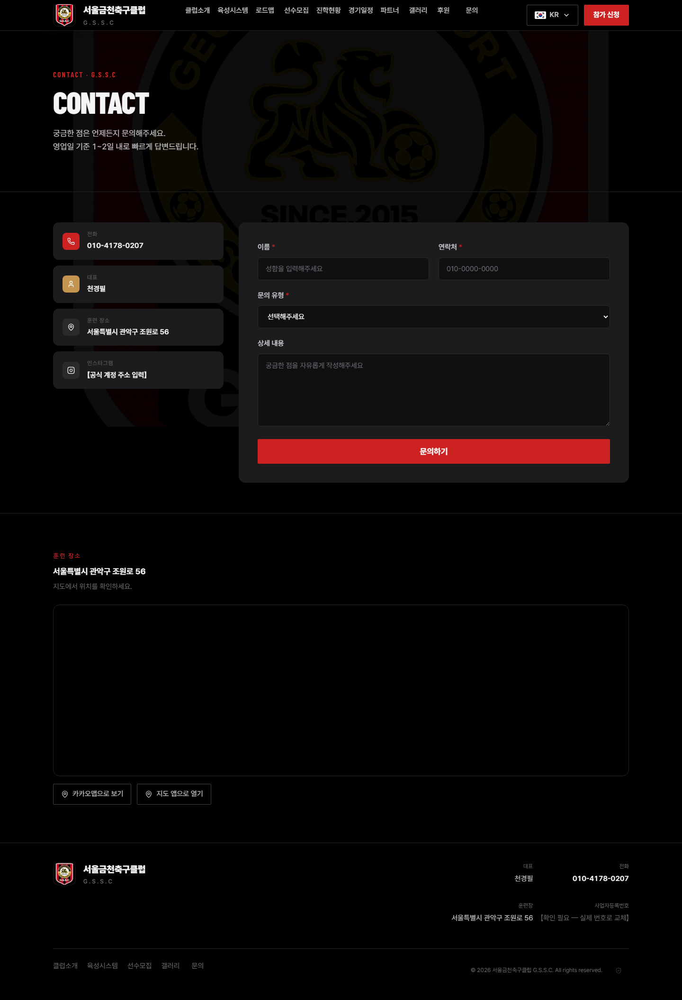 서울금천축구클럽
G.S.S.C
클럽소개 육성시스템 로드맵 선수모집 진학현황 경기일정 파트너 갤러리 후원 문의
KR
참가 신청
CONTACT · G.S.S.C
CONTACT
궁금한 점은 언제든지 문의해주세요.
영업일 기준 1~2일 내로 빠르게 답변드립니다.
SINCE.2015
전화
010-4178-0207
대표
천경필
훈련 장소
서울특별시 관악구 조원로 56
인스타그램
【공식 계정 주소 입력】
이름 *
성함을 입력해주세요
연락처 *
010-0000-0000
문의 유형 *
선택해주세요
상세 내용
궁금한 점을 자유롭게 작성해주세요
문의하기
훈련 장소
서울특별시 관악구 조원로 56
지도에서 위치를 확인하세요.
카카오맵으로 보기
지도 앱으로 열기
서울금천축구클럽
G.S.S.C
대표
천경필
전화
010-4178-0207
훈련장
서울특별시 관악구 조원로 56
사업자등록번호
【확인 필요 — 실제 번호로 교체】
클럽소개 육성시스템 선수모집 갤러리 문의
© 2026 서울금천축구클럽 G.S.S.C. All rights reserved.